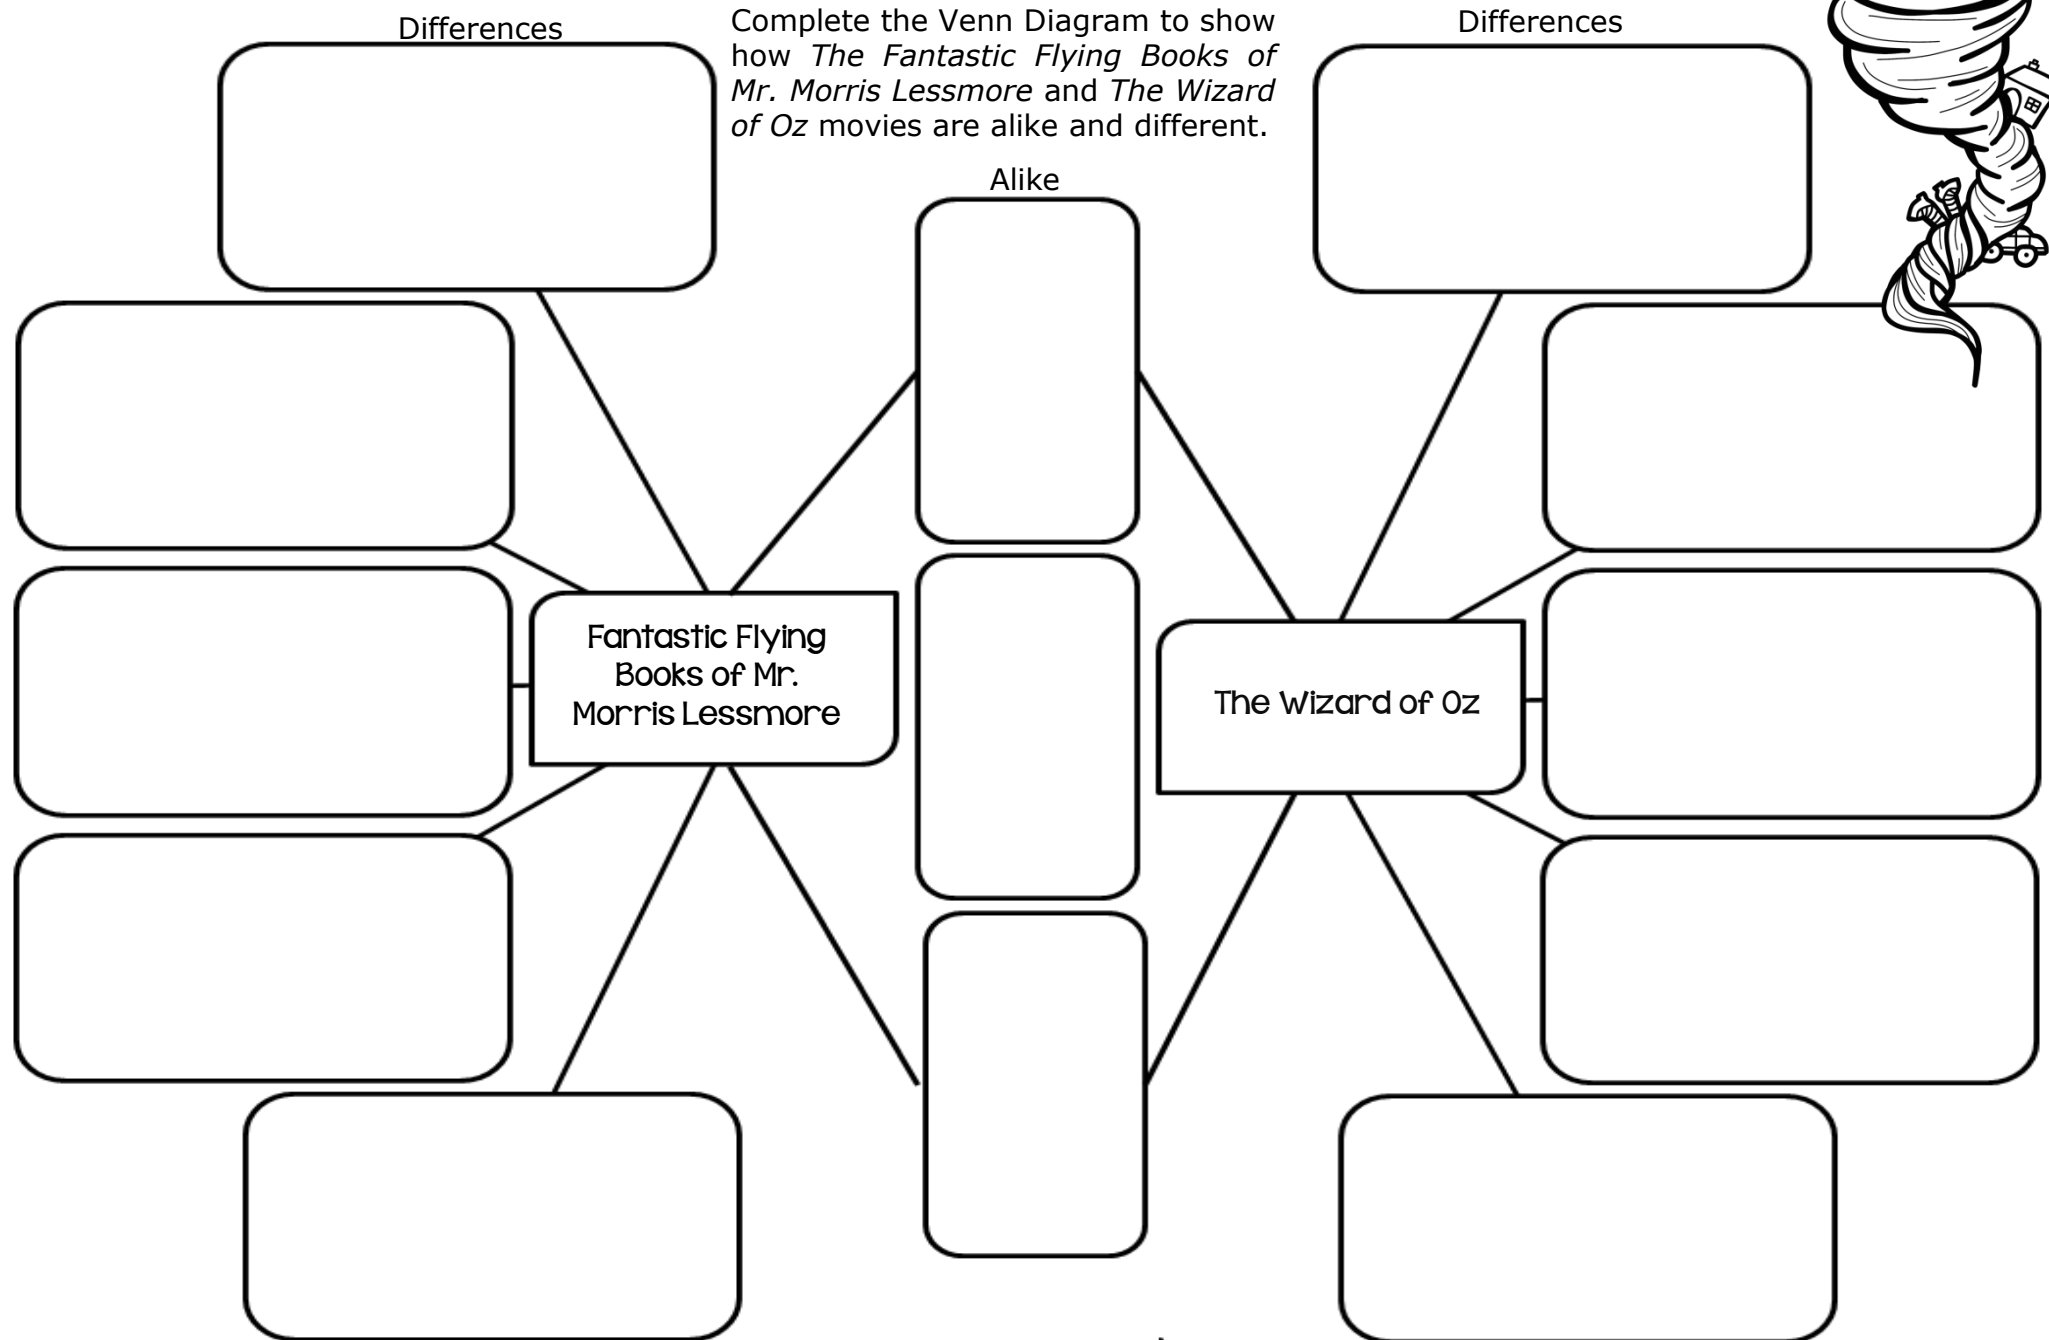 Differences
Complete the Venn Diagram to show
how The Fantastic Flying Books of
Mr. Morris Lessmore and The Wizard
of Oz movies are alike and different.
Differences
Alike
Fantastic Flying
Books of Mr.
Morris Lessmore
The Wizard of Oz